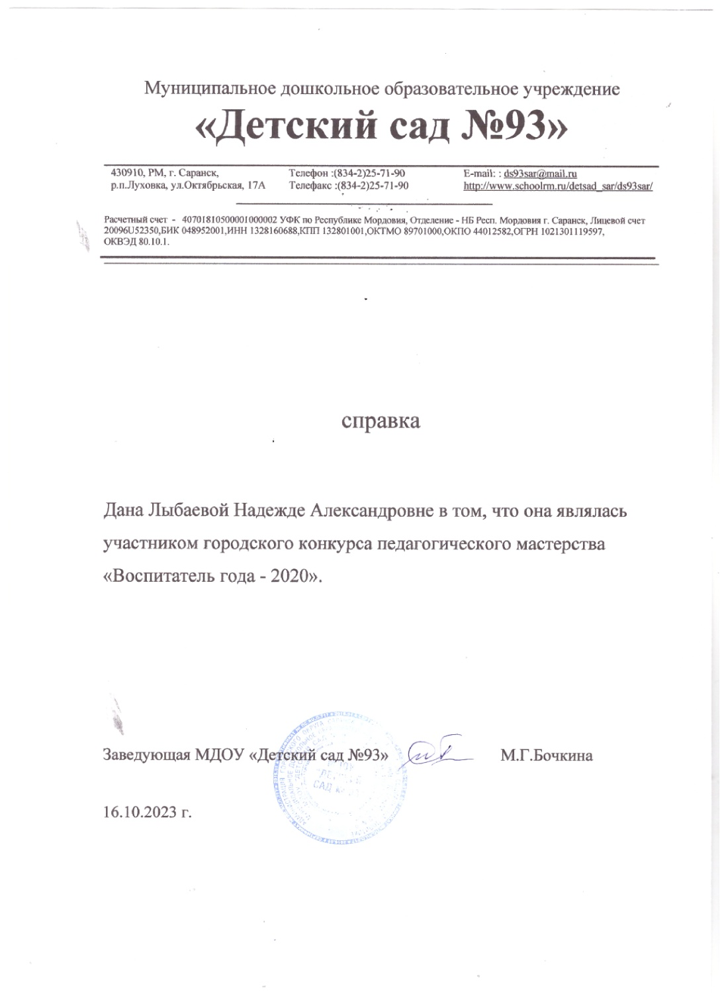 Муниципальное дошкольное образовательное учреждение
«Детский сад №93»
430910, РМ, г. Саранск, Телефон :(834-2)25-71-90 E-mail: : ds93sar@mail.ru
р.п.Луховка, ул.Октябрьская, 17А Телефакс :(834-2)25-71-90 http://www.schoolrm.ru/detsad_sar/ds93sar/
Расчетный счет - 40701810500001000002 УФК по Республике Мордовия, Отделение - НБ Респ. Мордовия г. Саранск, Лицевой счет
20096U52350,БИК 048952001,ИНН 1328160688,КПП 132801001,ОКТМО 89701000,ОКПО 44012582,ОГРН 1021301119597,
ОКВЭД 80.10.1.
справка
Дана Лыбаевой Надежде Александровне в том, что она являлась
участником городского конкурса педагогического мастерства
«Воспитатель года - 2020».
Заведующая МДОУ «Детский сад №93» М.Г.Бочкина
16.10.2023 г.